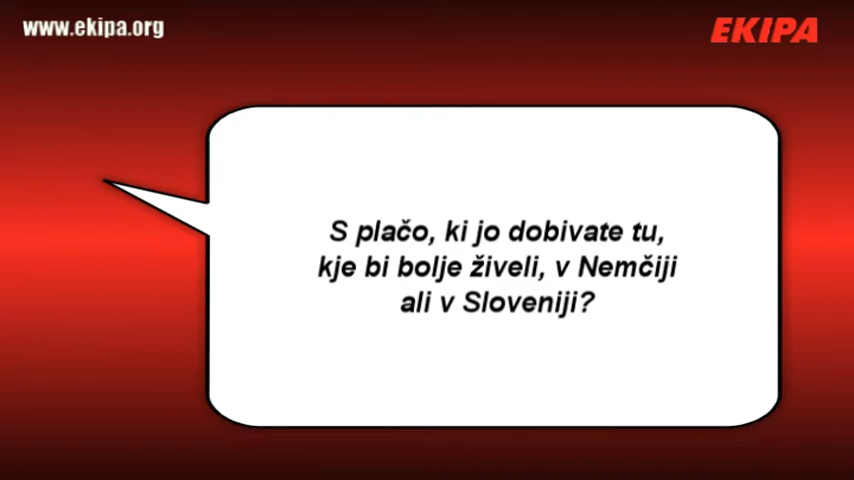 www.ekipa.org
EKIPA
S plačo, ki jo dobivate tu,
kje bi bolje živeli, v Nemčiji
ali v Sloveniji?